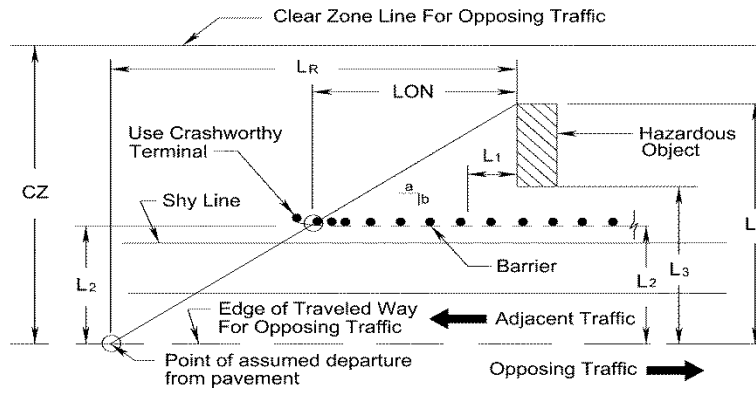 Clear Zone Line For Opposing Traffic
LR
LON
Use Crashworthy
Terminal
L1
Hazardous
Object
CZ
Shy Line
a
b
L
L2
Barrier
L2
L3
Edge of Traveled Way
For Opposing Traffic
Adjacent Traffic
Point of assumed departure
from pavement
Opposing Traffic